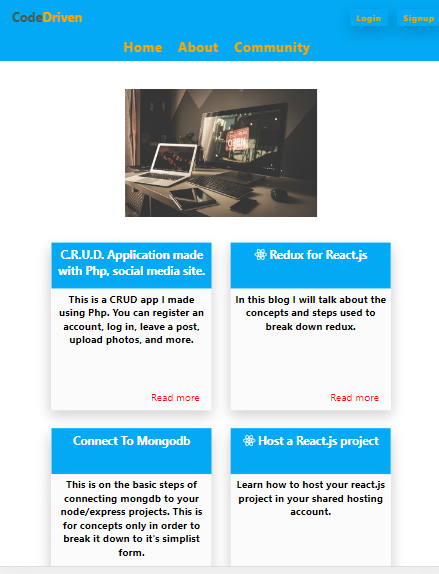 CodeDriven
Login Signup
Home About Community
OPEN
C.R.U.D. Application made
with Php, social media site.
This is a CRUD app I made
using Php. You can register an
account, log in, leave a post,
upload photos, and more.
Read more
Redux for React.js
In this blog I will talk about the
concepts and steps used to
break down redux.
Read more
Connect To Mongodb
This is on the basic steps of
connecting mongdb to your
node/express projects. This is
for concepts only in order to
break it down to it's simplist
form.
Host a React.js project
Learn how to host your react.js
project in your shared hosting
account.